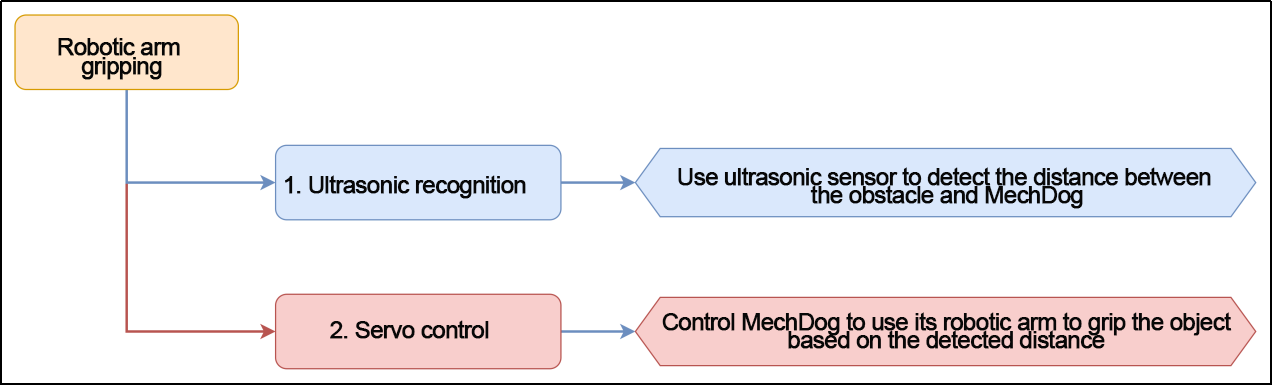 Robotic arm
gripping
1. Ultrasonic recognition
Use ultrasonic sensor to detect the distance between
the obstacle and MechDog
2. Servo control
Control MechDog to use its robotic arm to grip the object
based on the detected distance